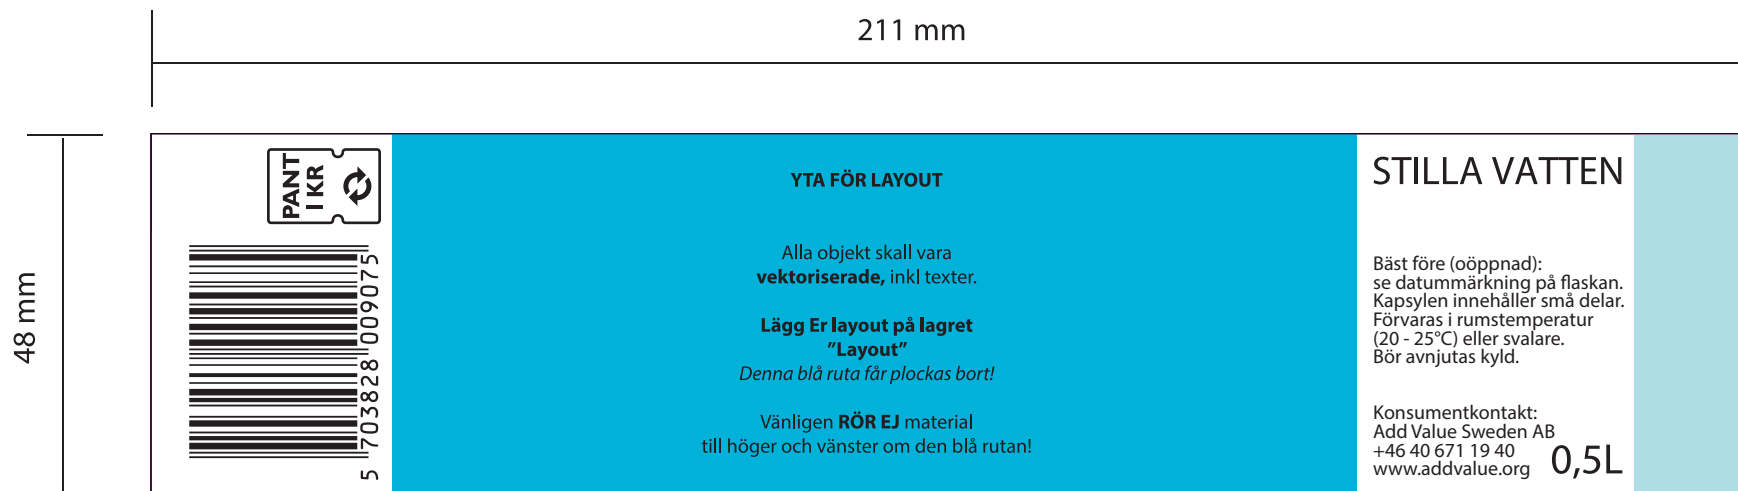 211 mm
48 mm
PANT
1 KR
5 703828 009075
YTA FÖR LAYOUT
Alla objekt skall vara
vektoriserade, inkl texter.
Lägg Er layout på lagret
”Layout”
Denna blå ruta får plockas bort!
Vänligen RÖR EJ material
till höger och vänster om den blå rutan!
STILLA VATTEN
Bäst före (oöppnad):
se datummärkning på flaskan.
Kapsylen innehåller små delar.
Förvaras i rumstemperatur
(20 - 25°C) eller svalare.
Bör avnjutas kyld.
Konsumentkontakt:
Add Value Sweden AB
+46 40 671 19 40
www.addvalue.org
0,5L